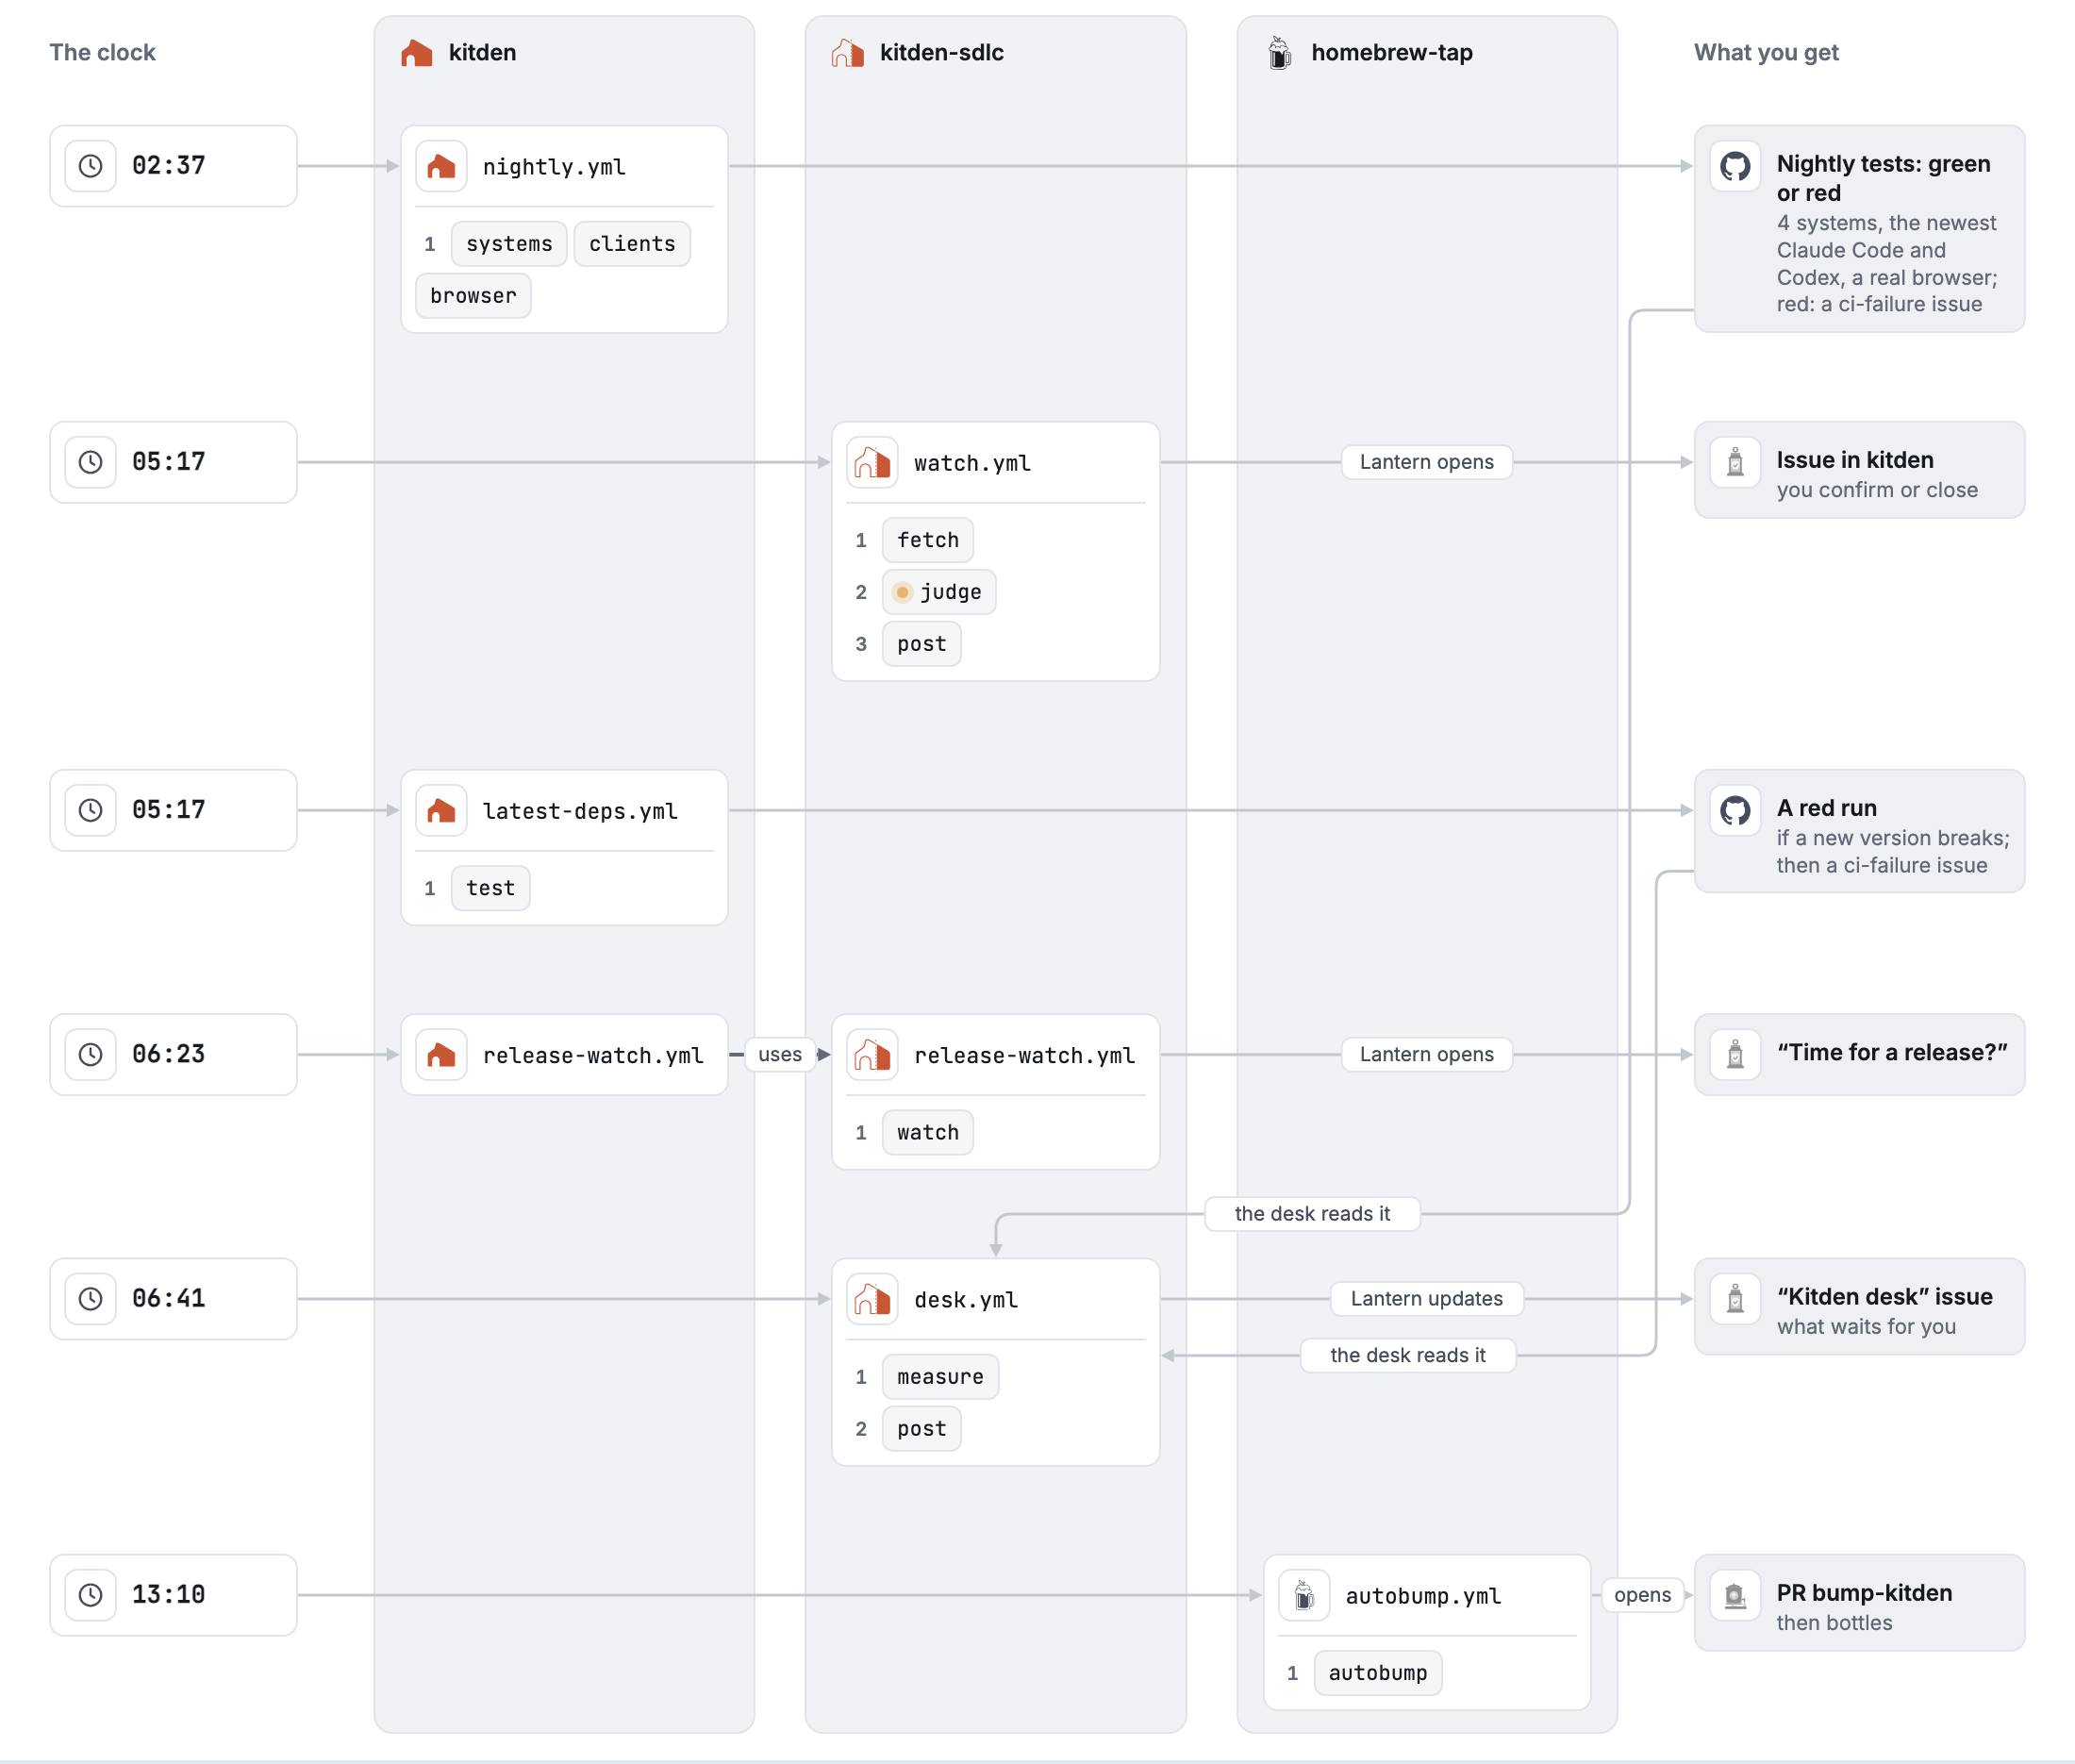 The clock
kitden
kitden-sdlc
homebrew-tap
What you get
02:37
nightly.yml
1 systems clients
browser
Nightly tests: green
or red
4 systems, the newest
Claude Code and
Codex, a real browser;
red: a ci-failure issue
05:17
watch.yml
1 fetch
2 judge
3 post
Lantern opens
Issue in kitden
you confirm or close
05:17
latest-deps.yml
1 test
A red run
if a new version breaks;
then a ci-failure issue
06:23
release-watch.yml
uses
release-watch.yml
1 watch
Lantern opens
“Time for a release?”
the desk reads it
06:41
desk.yml
1 measure
2 post
Lantern updates
“Kitden desk” issue
what waits for you
the desk reads it
13:10
autobump.yml
1 autobump
opens
PR bump-kitden
then bottles